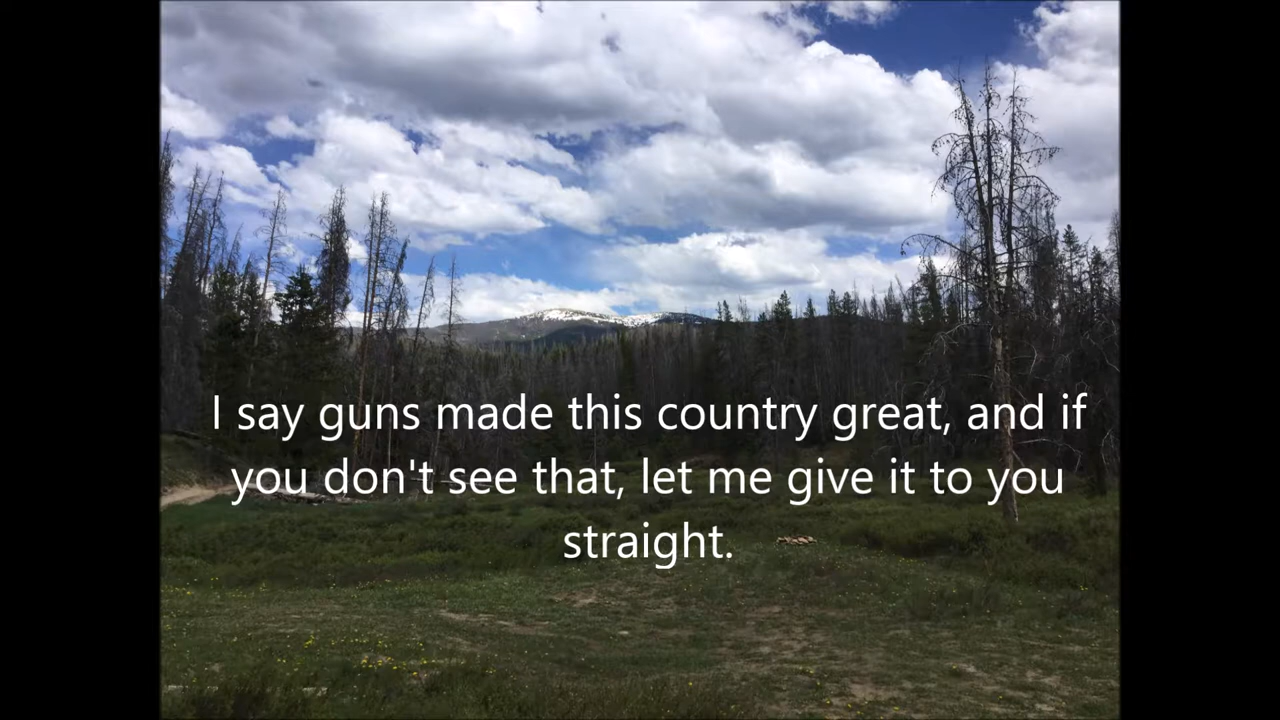 I say guns made this country great, and if
you don't see that, let me give it to you
straight.